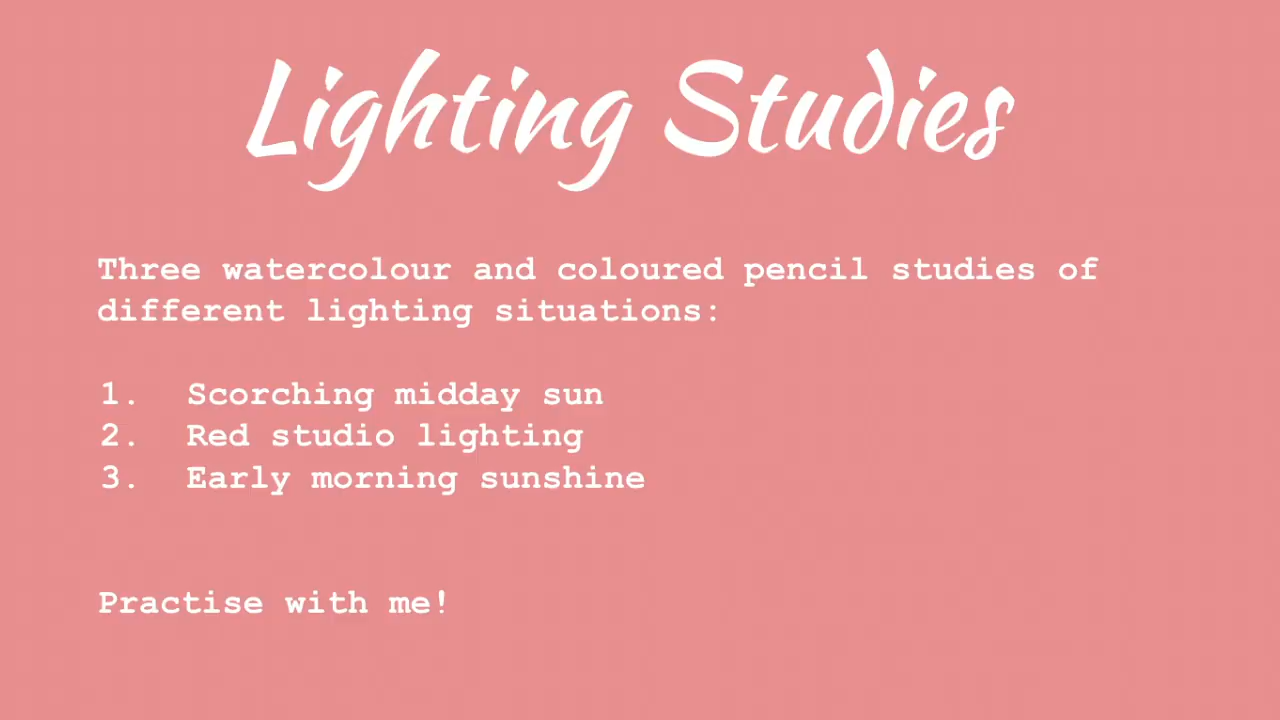 Lighting Studies
Three watercolour and coloured pencil studies of
different lighting situations:
1. Scorching midday sun
2. Red studio lighting
3. Early morning sunshine
Practise with me!